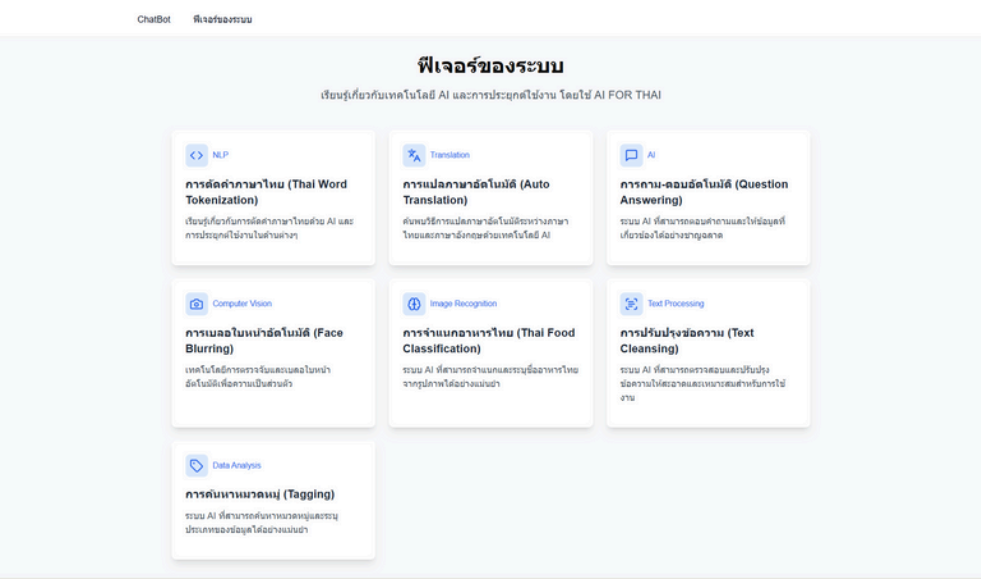 ChatBot ฟีเจอร์ของระบบ
ฟีเจอร์ของระบบ
เรียนรู้เกี่ยวกับเทคโนโลยี AI และการประยุกต์ใช้งาน โดยใช้ AI FOR THAI
NLP
การตัดคำภาษาไทย (Thai Word
Tokenization)
เรียนรู้เกี่ยวกับการตัดคำภาษาไทยด้วย AI และ
การประยุกต์ใช้งานในด้านต่างๆ
Translation
การแปลภาษาอัตโนมัติ (Auto
Translation)
ค้นพบวิธีการแปลภาษาอัตโนมัติระหว่างภาษา
ไทยและภาษาอังกฤษด้วยเทคโนโลยี AI
AI
การถาม-ตอบอัตโนมัติ (Question
Answering)
ระบบ AI ที่สามารถตอบคำถามและให้ข้อมูลที่
เกี่ยวข้องได้อย่างชาญฉลาด
Computer Vision
การเบลอใบหน้าอัตโนมัติ (Face
Blurring)
เทคโนโลยีการตรวจจับและเบลอใบหน้า
อัตโนมัติเพื่อความเป็นส่วนตัว
Image Recognition
การจำแนกอาหารไทย (Thai Food
Classification)
ระบบ AI ที่สามารถจำแนกและระบุชื่ออาหารไทย
จากรูปภาพได้อย่างแม่นยำ
Text Processing
การปรับปรุงข้อความ (Text
Cleansing)
ระบบ AI ที่สามารถตรวจสอบและปรับปรุง
ข้อความให้สะอาดและเหมาะสมสำหรับการใช้
งาน
Data Analysis
การค้นหาหมวดหมู่ (Tagging)
ระบบ AI ที่สามารถค้นหาหมวดหมู่และระบุ
ประเภทของข้อมูลได้อย่างแม่นยำ